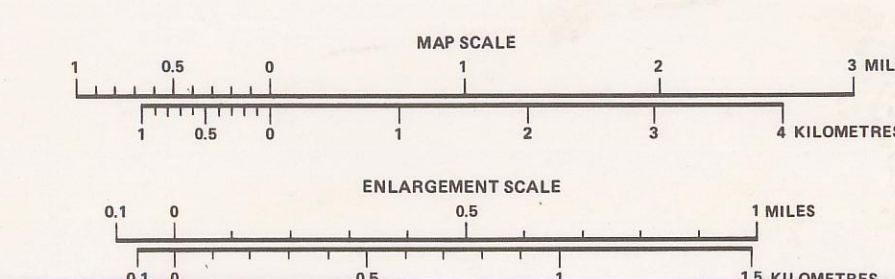 MAP SCALE
1 0.5 0 1 2 3 MIL
1 0.5 0 1 2 3 4 KILOMETRES
ENLARGEMENT SCALE
0.1 0 0.5 1 MILES
0.1 0 0.5 1 1.5 KILOMETRES